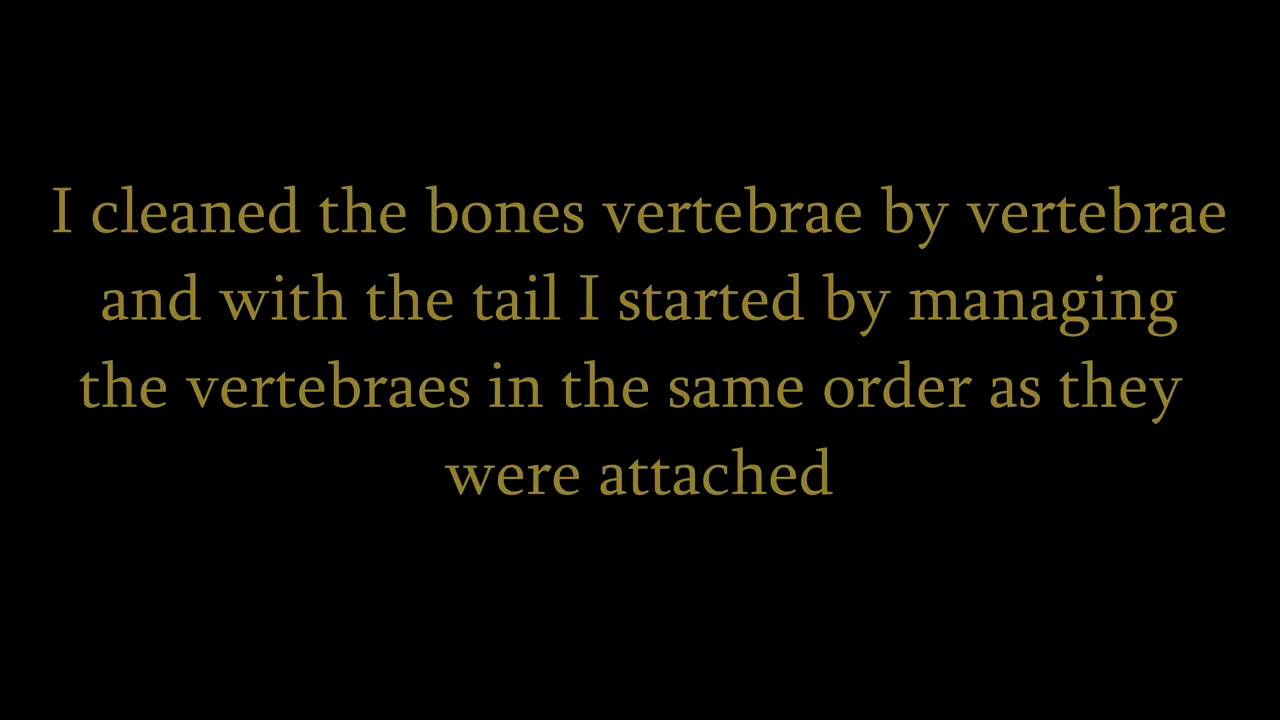 I cleaned the bones vertebrae by vertebrae
and with the tail I started by managing
the vertebraes in the same order as they
were attached